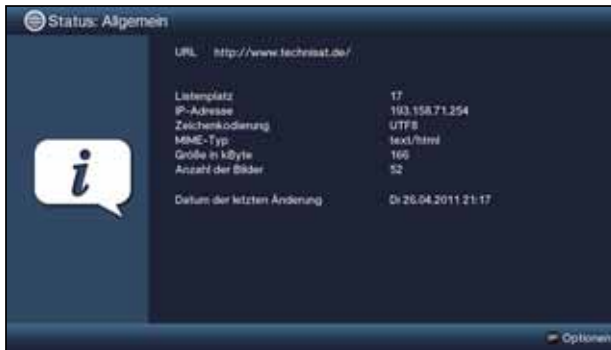 Status: Allgemein
URL http://www.technisat.de/
Listenplatz 17
IP-Adresse 193.158.71.254
Zeichenkodierung UTF8
MIME-Typ text/html
Größe in kByte 166
Anzahl der Bilder 52
Datum der letzten Änderung Di 26.04.2011 21:17
Optionen